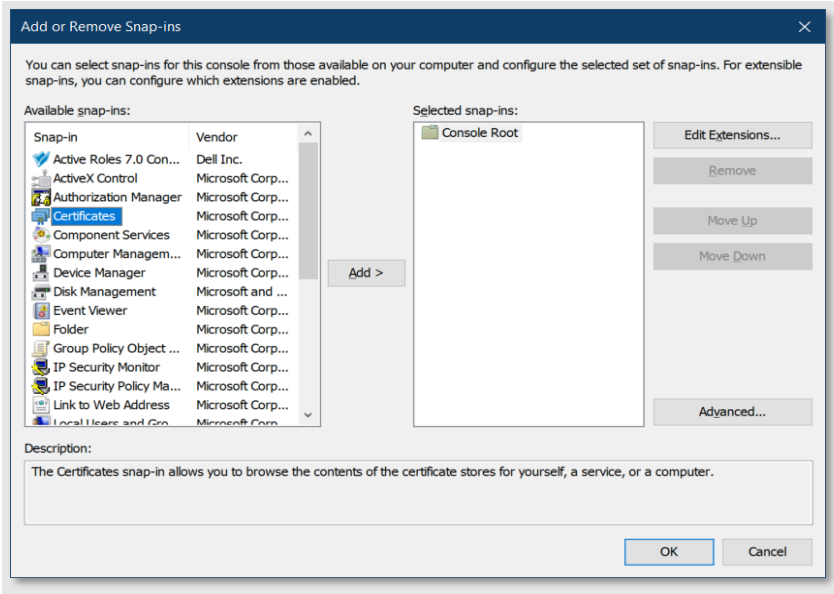 Add or Remove Snap-ins
You can select snap-ins for this console from those available on your computer and configure the selected set of snap-ins. For extensible
snap-ins, you can configure which extensions are enabled.
Available snap-ins:
Snap-in Vendor
Active Roles 7.0 Con... Dell Inc.
ActiveX Control Microsoft Corp...
Authorization Manager Microsoft Corp...
Certificates Microsoft Corp...
Component Services Microsoft Corp...
Computer Managem... Microsoft Corp...
Device Manager Microsoft Corp...
Disk Management Microsoft and ...
Event Viewer Microsoft Corp...
Folder Microsoft Corp...
Group Policy Object ... Microsoft Corp...
IP Security Monitor Microsoft Corp...
IP Security Policy Ma... Microsoft Corp...
Link to Web Address Microsoft Corp...
Local Users and Gro Microsoft Corp
Add >
Selected snap-ins:
Console Root
Edit Extensions...
Remove
Move Up
Move Down
Advanced...
Description:
The Certificates snap-in allows you to browse the contents of the certificate stores for yourself, a service, or a computer.
OK
Cancel